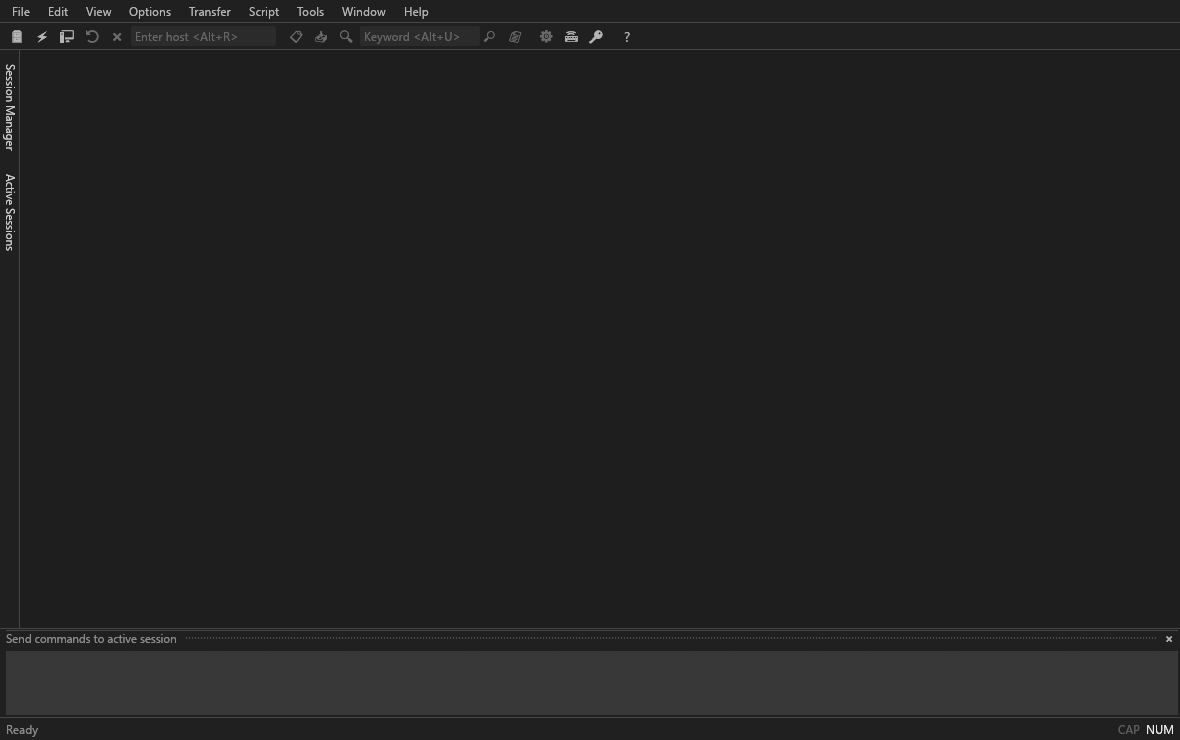 File Edit View Options Transfer Script Tools Window Help
Enter host <Alt+R> Keyword <Alt+U> ?
Session Manager
Active Sessions
Send commands to active session
Ready CAP NUM